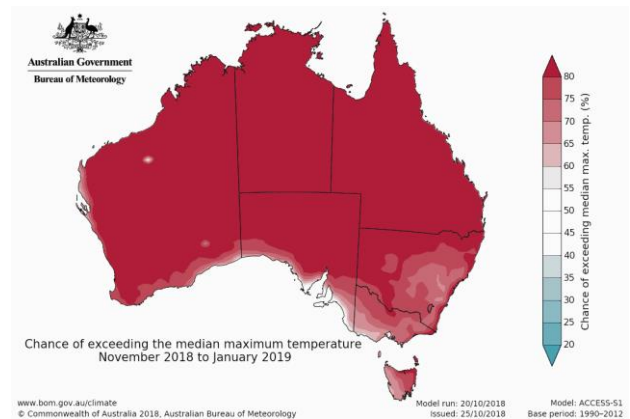 Australian Government
Bureau of Meteorology
80
75
70
65
60
55
45
40
35
30
25
20
Chance of exceeding median max. temp. (%)
Chance of exceeding the median maximum temperature
November 2018 to January 2019
www.bom.gov.au/climate
© Commonwealth of Australia 2018, Australian Bureau of Meteorology
Model run: 20/10/2018
Issued: 25/10/2018
Model: ACCESS-S1
Base period: 1990-2012